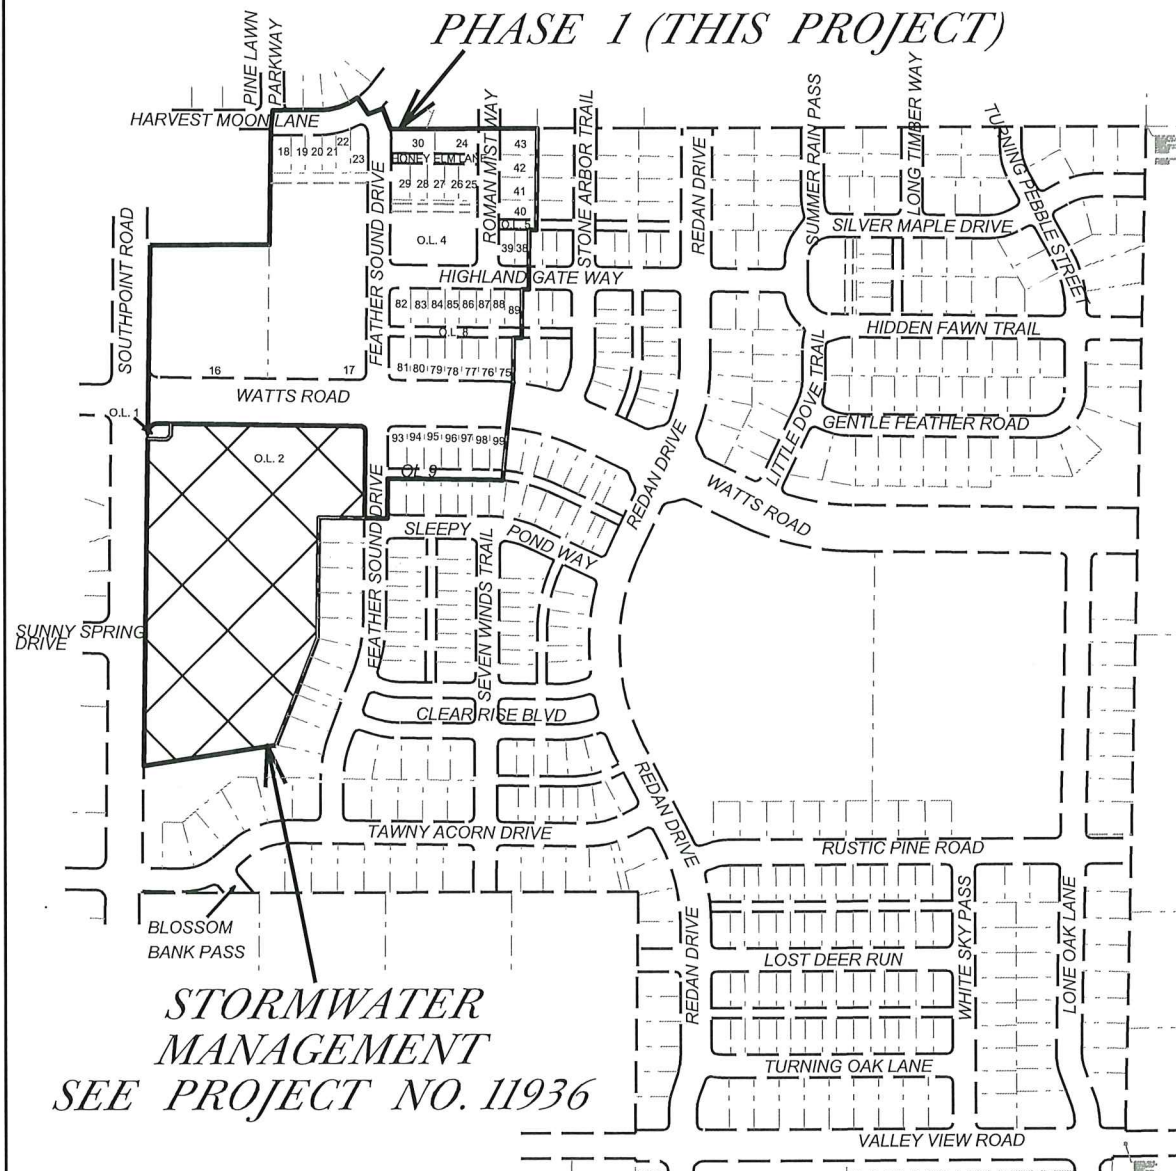 PHASE 1 (THIS PROJECT)
PINE LAWN
PARKWAY
HARVEST MOON LANE
SOUTHPOINT ROAD
FEATHER SOUND DRIVE
ROMAN MIST WAY
STONE ARBOR TRAIL
REDAN DRIVE
SUMMER RAIN PASS
LONG TIMBER WAY
TURNING PEBBLE STREET
18 19 20 21 22 23
30 24
HONEY ELM LANE
29 28 27 26 25
43
42
41
40
O.L. 5
39 38
O.L. 4
SILVER MAPLE DRIVE
HIGHLAND GATE WAY
82 83 84 85 86 87 88 89
O.L. 8
81 80 79 78 77 76 75
HIDDEN FAWN TRAIL
LITTLE DOVE TRAIL
GENTLE FEATHER ROAD
16 17
WATTS ROAD
O.L. 1
O.L. 2
93 94 95 96 97 98 99
OL 9
REDAN DRIVE
WATTS ROAD
FEATHER SOUND DRIVE
SLEEPY POND WAY
SEVEN WINDS TRAIL
SUNNY SPRING
DRIVE
CLEAR RISE BLVD
REDAN DRIVE
TAWNY ACORN DRIVE
RUSTIC PINE ROAD
BLOSSOM
BANK PASS
REDAN DRIVE
LOST DEER RUN
WHITE SKY PASS
LONE OAK LANE
TURNING OAK LANE
VALLEY VIEW ROAD
STORMWATER
MANAGEMENT
SEE PROJECT NO. 11936